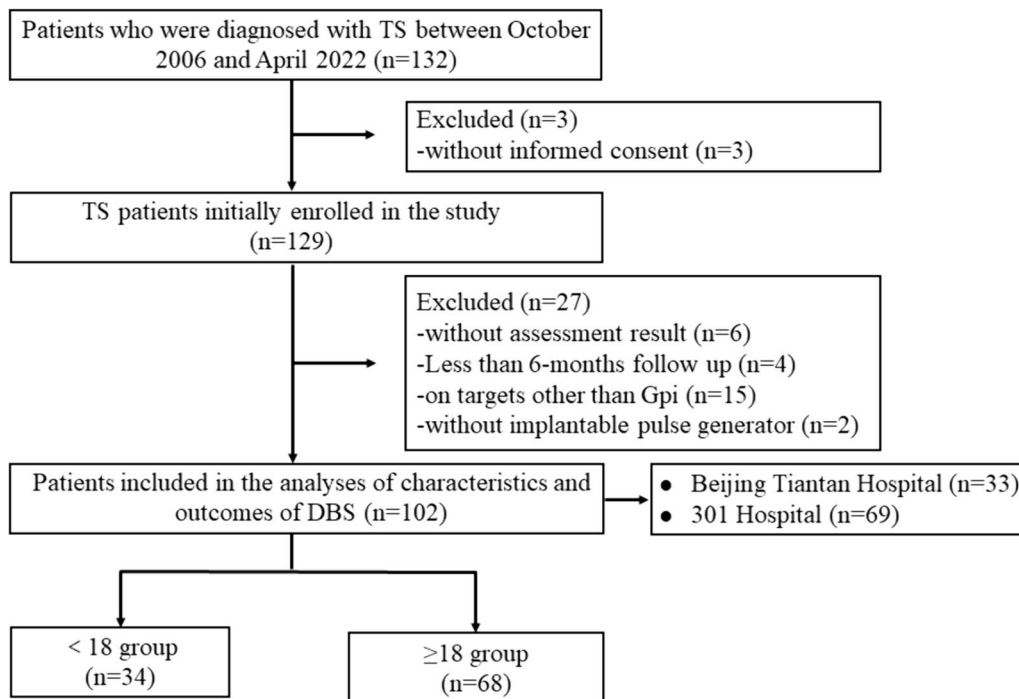 Patients who were diagnosed with TS between October
2006 and April 2022 (n=132)
Excluded (n=3)
-without informed consent (n=3)
TS patients initially enrolled in the study
(n=129)
Excluded (n=27)
-without assessment result (n=6)
-Less than 6-months follow up (n=4)
-on targets other than Gpi (n=15)
-without implantable pulse generator (n=2)
Patients included in the analyses of characteristics and
outcomes of DBS (n=102)
● Beijing Tiantan Hospital (n=33)
● 301 Hospital (n=69)
< 18 group
(n=34)
≥18 group
(n=68)